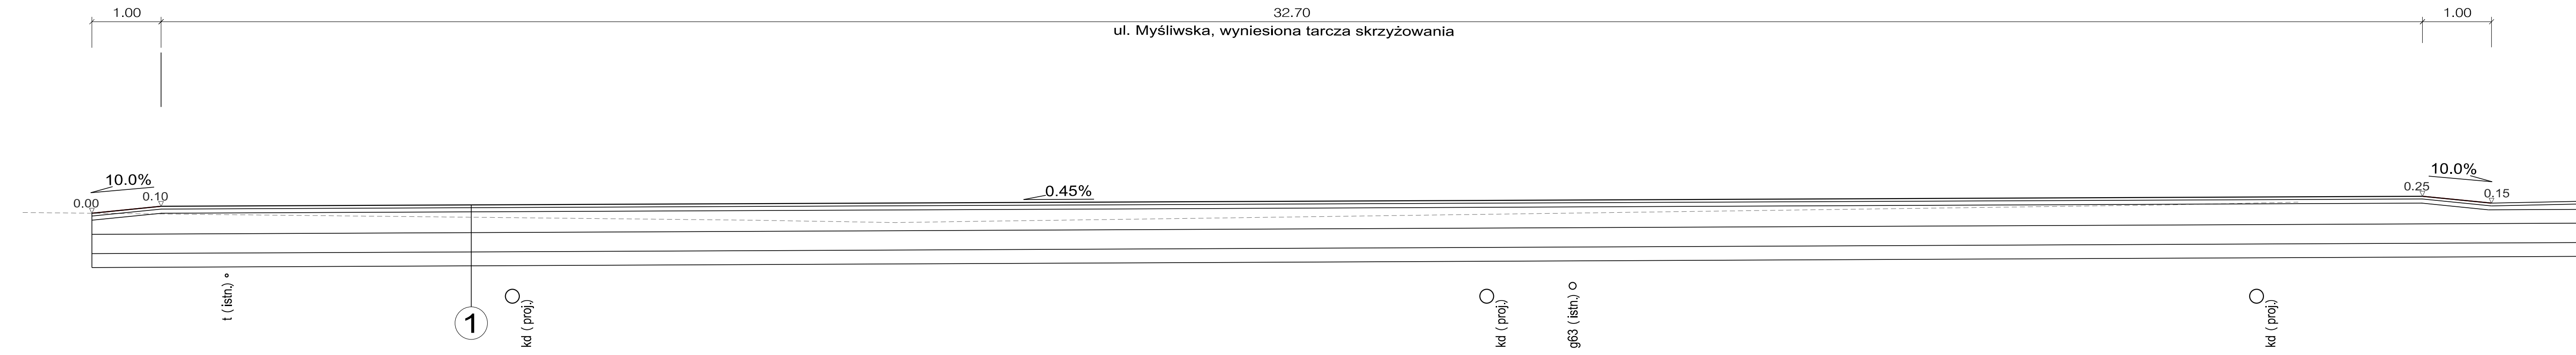 1.00
32.70
1.00
ul. Myśliwska, wyniesiona tarcza skrzyżowania
10.0%
0.00
0.10
0.45%
10.0%
0.25
0.15
t ( istn.)
1
kd ( proj.)
kd ( proj.)
g63 ( istn.)
kd ( proj.)